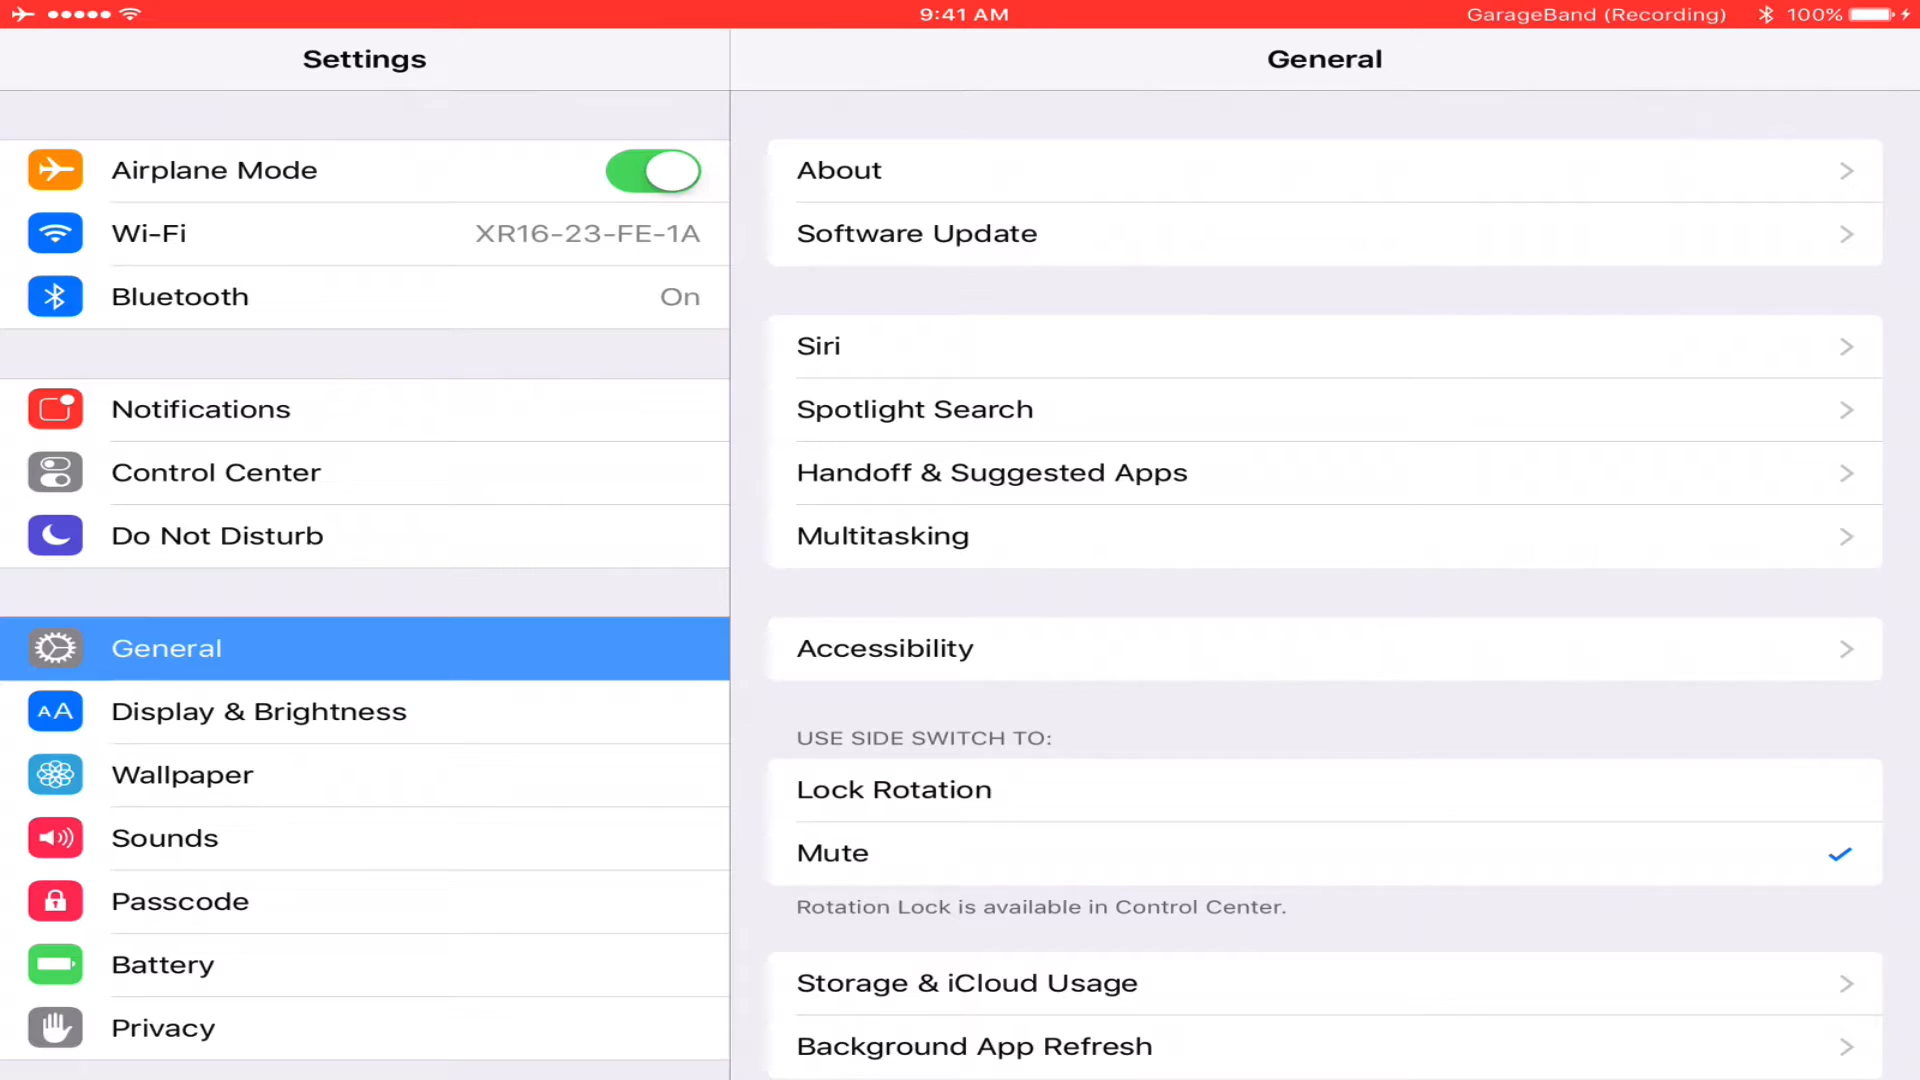 9:41 AM
GarageBand (Recording) 100%
Settings
General
Airplane Mode
Wi-Fi XR16-23-FE-1A
Bluetooth On
Notifications
Control Center
Do Not Disturb
General
AA Display & Brightness
Wallpaper
Sounds
Passcode
Battery
Privacy
About
Software Update
Siri
Spotlight Search
Handoff & Suggested Apps
Multitasking
Accessibility
USE SIDE SWITCH TO:
Lock Rotation
Mute
Rotation Lock is available in Control Center.
Storage & iCloud Usage
Background App Refresh